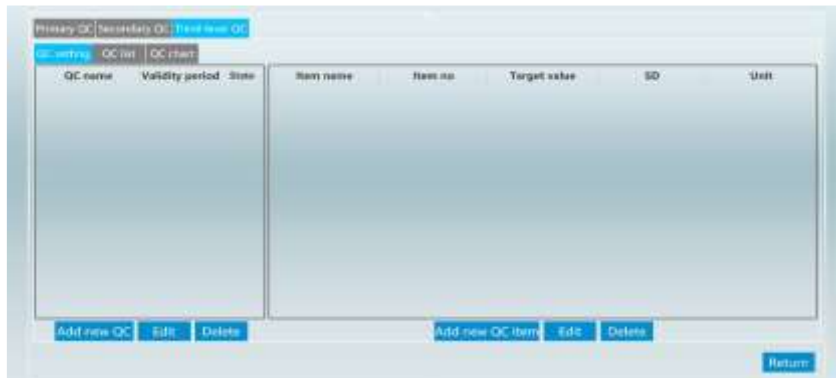 Primary QC Secondary QC Third-level QC
QC setting QC list QC chart
QC name Validity period State
Item name Item no Target value SD Unit
Add new QC Edit Delete
Add new QC item Edit Delete
Return